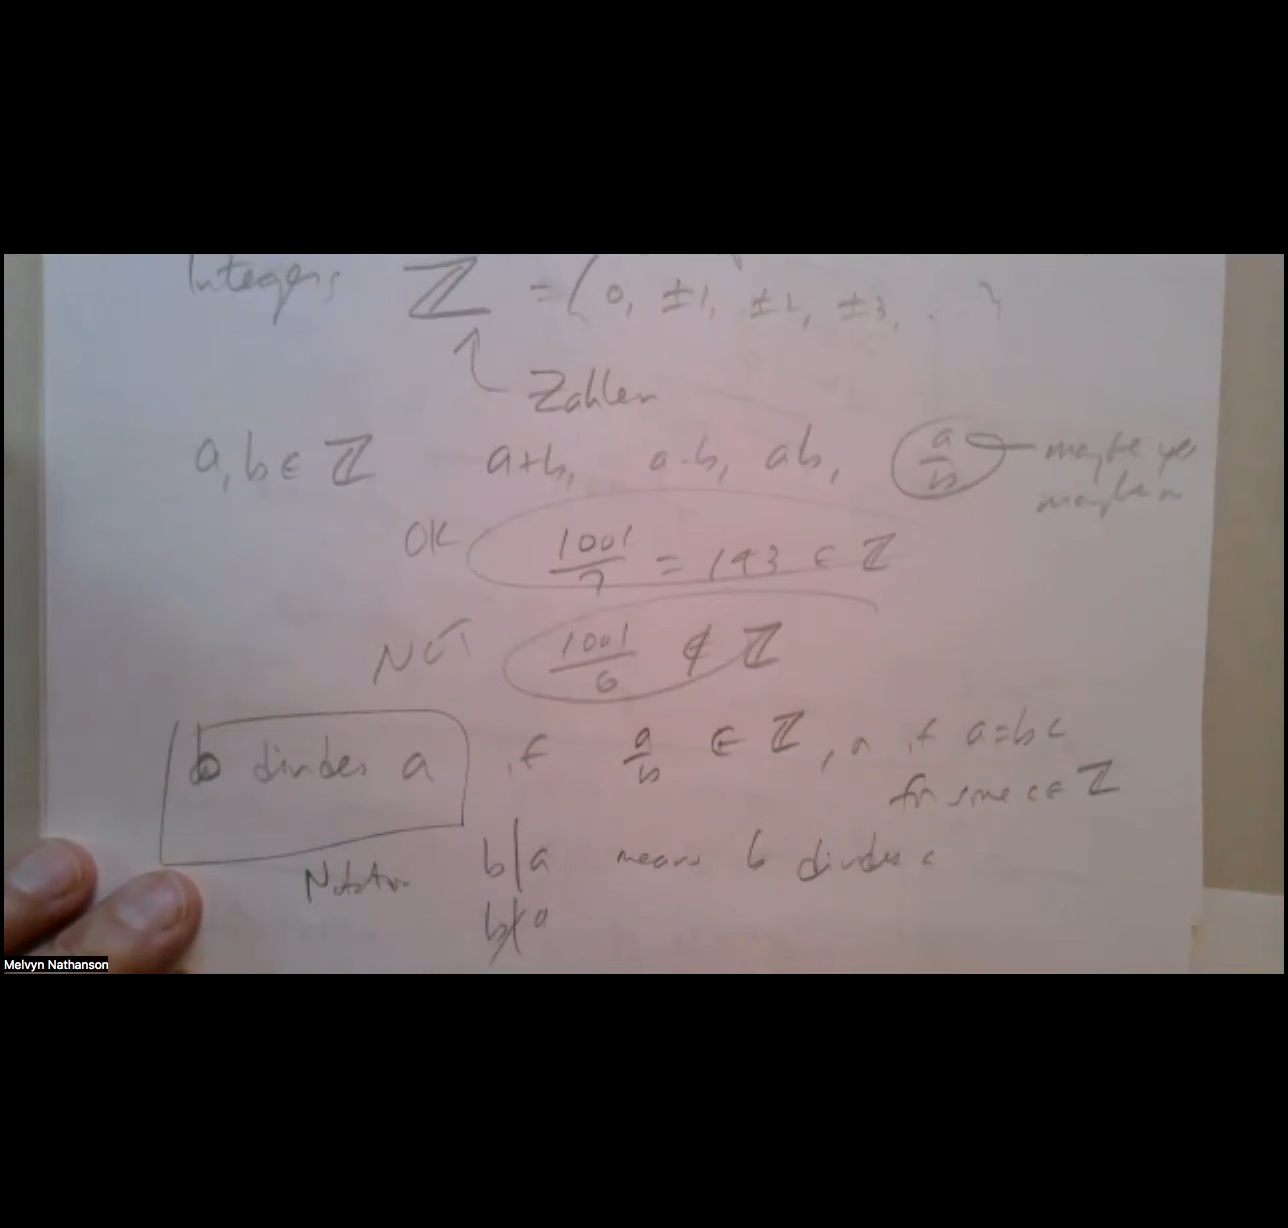 Integers ℤ = { 0, ±1, ±2, ±3, ... }
Zahlen
a, b ∈ ℤ a+b, a-b, ab, a/b maybe yes
maybe no
OK 1001/7 = 143 ∈ ℤ
NOT 1001/6 ∉ ℤ
b divides a if a/b ∈ ℤ, or if a=bc
for some c ∈ ℤ
Notation b|a means b divides a
b∤a
Melvyn Nathanson